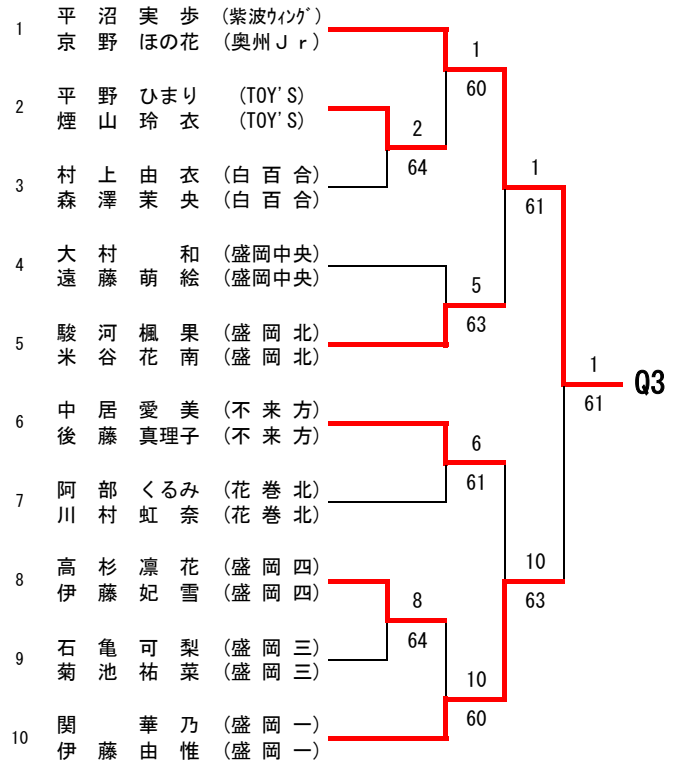 1 平沼実歩 (紫波ｳｨﾝｸﾞ)
京野ほの花 (奥州Ｊｒ)
2 平野ひまり (TOY'S)
煙山玲衣 (TOY'S)
3 村上由衣 (白百合)
森澤茉央 (白百合)
4 大村和 (盛岡中央)
遠藤萌絵 (盛岡中央)
5 駿河楓果 (盛岡北)
米谷花南 (盛岡北)
6 中居愛美 (不来方)
後藤真理子 (不来方)
7 阿部くるみ (花巻北)
川村虹奈 (花巻北)
8 高杉凛花 (盛岡四)
伊藤妃雪 (盛岡四)
9 石亀可梨 (盛岡三)
菊池祐菜 (盛岡三)
10 関華乃 (盛岡一)
伊藤由惟 (盛岡一)
2
64
8
64
1
60
5
63
6
61
10
60
1
61
10
63
1
61
Q3